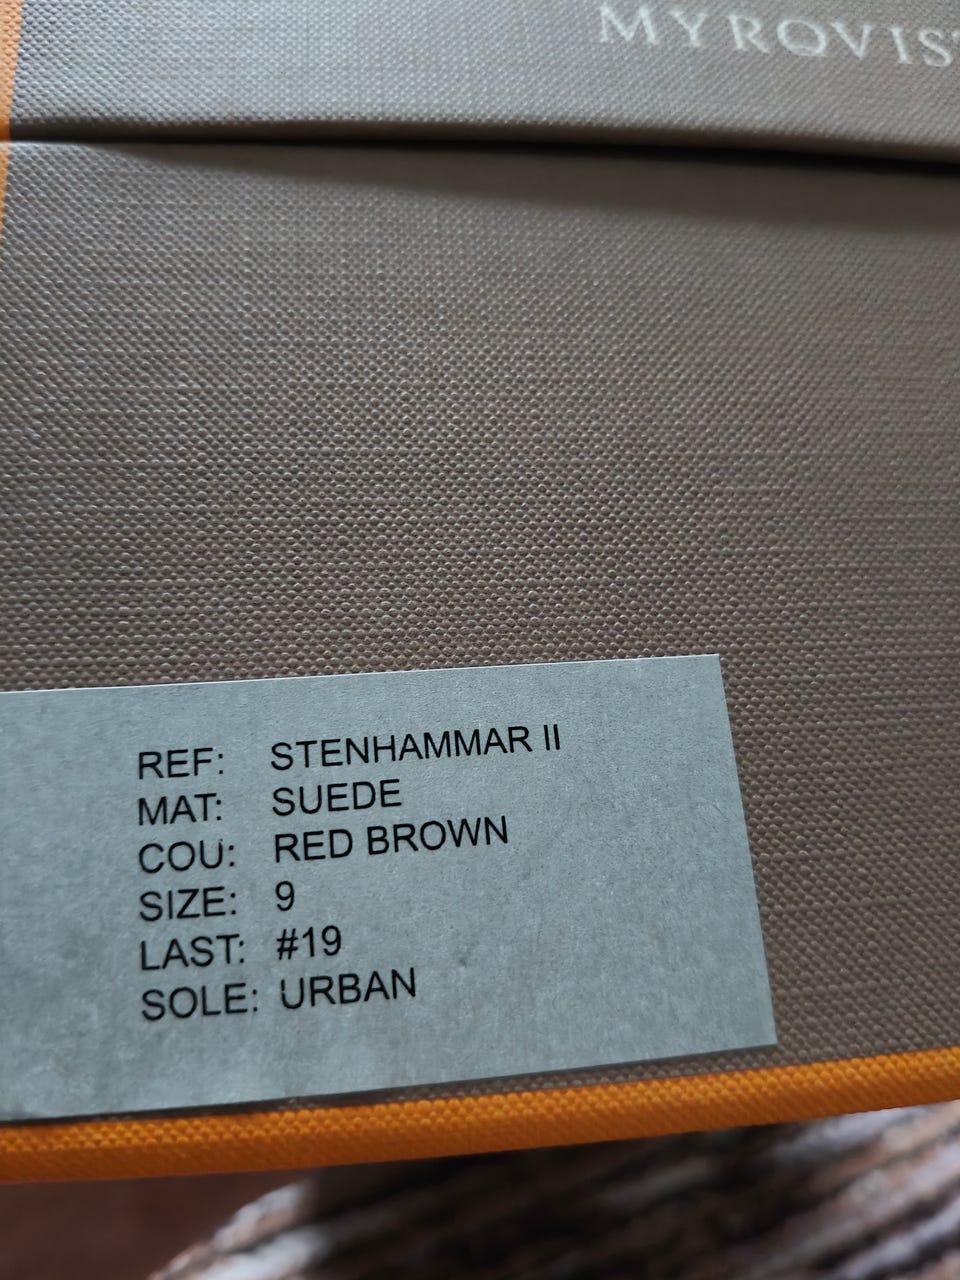 MYRQVIST
REF: STENHAMMAR II
MAT: SUEDE
COU: RED BROWN
SIZE: 9
LAST: #19
SOLE: URBAN